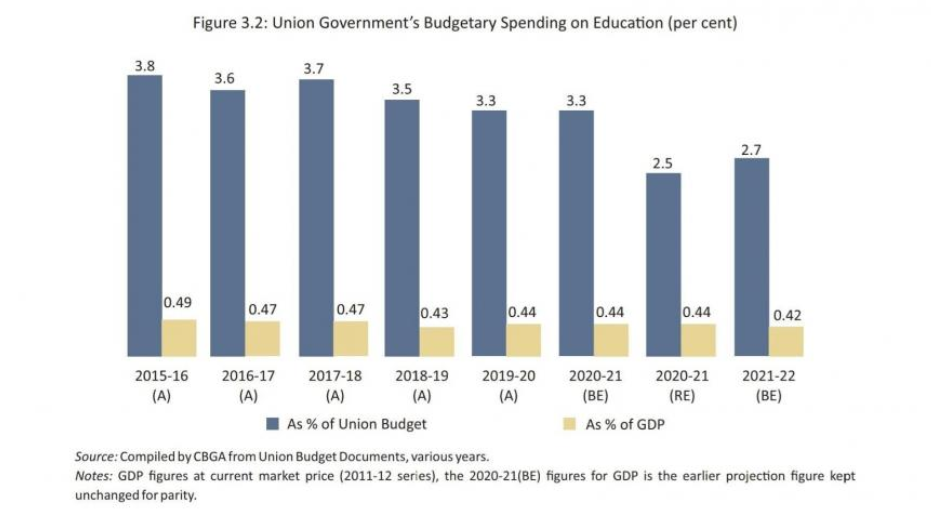 Figure 3.2: Union Government's Budgetary Spending on Education (per cent)
3.8
3.6
3.7
3.5
3.3
3.3
2.5
2.7
0.49
0.47
0.47
0.43
0.44
0.44
0.44
0.42
2015-16 2016-17 2017-18 2018-19 2019-20 2020-21 2020-21 2021-22
(A) (A) (A) (A) (A) (BE) (RE) (BE)
As % of Union Budget As % of GDP
Source: Compiled by CBGA from Union Budget Documents, various years.
Notes: GDP figures at current market price (2011-12 series), the 2020-21(BE) figures for GDP is the earlier projection figure kept
unchanged for parity.